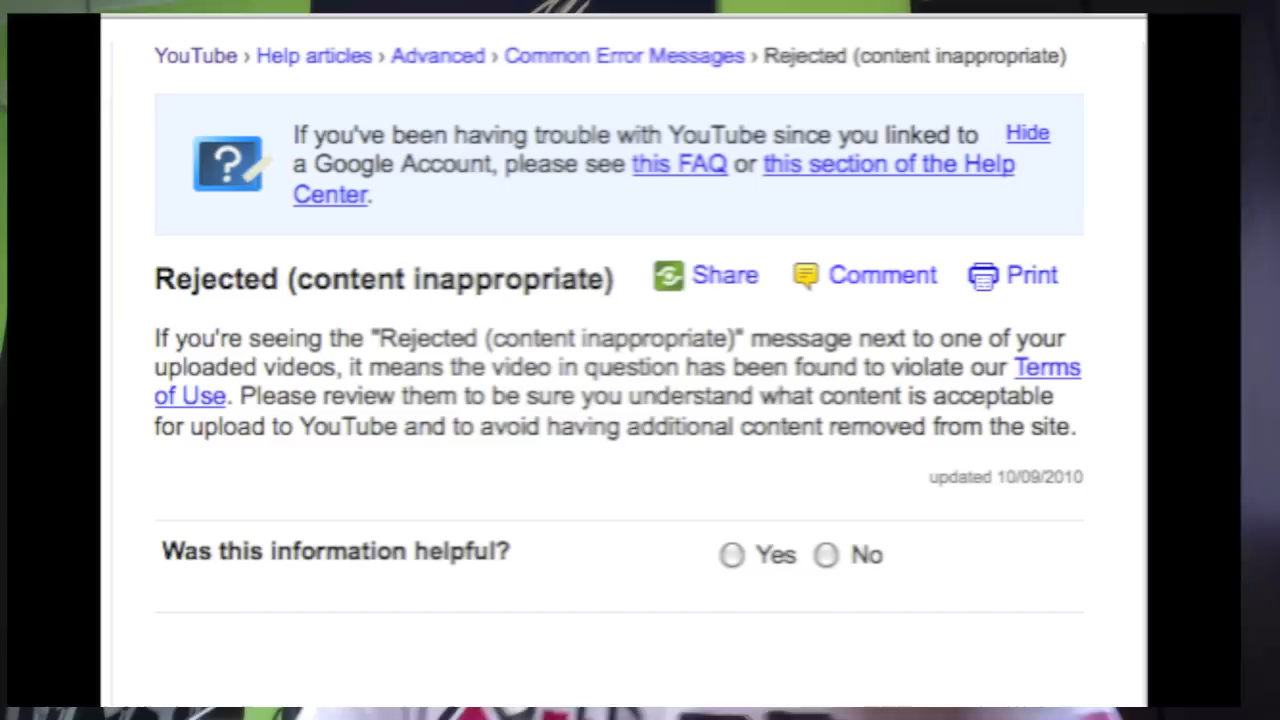 YouTube › Help articles › Advanced › Common Error Messages › Rejected (content inappropriate)
If you've been having trouble with YouTube since you linked to
Hide
a Google Account, please see this FAQ or this section of the Help
Center.
Rejected (content inappropriate)
Share
Comment
Print
If you're seeing the "Rejected (content inappropriate)" message next to one of your
uploaded videos, it means the video in question has been found to violate our Terms
of Use. Please review them to be sure you understand what content is acceptable
for upload to YouTube and to avoid having additional content removed from the site.
updated 10/09/2010
Was this information helpful?
Yes
No